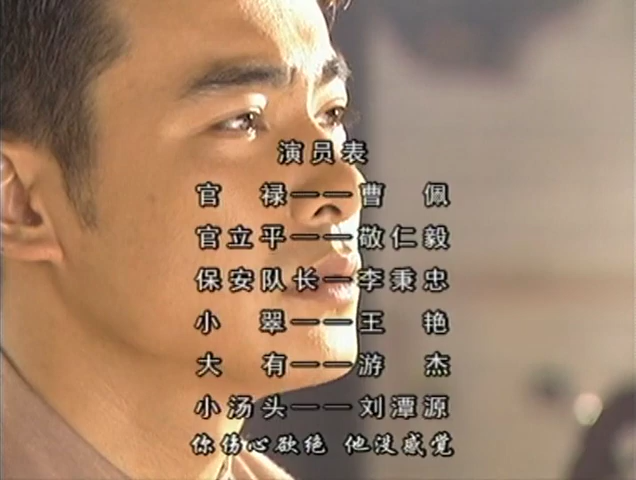 演员表
官 禄——曹 佩
官立平——敬仁毅
保安队长—李秉忠
小 翠——王 艳
大 有——游 杰
小汤头——刘潭源
你伤心欲绝 他没感觉